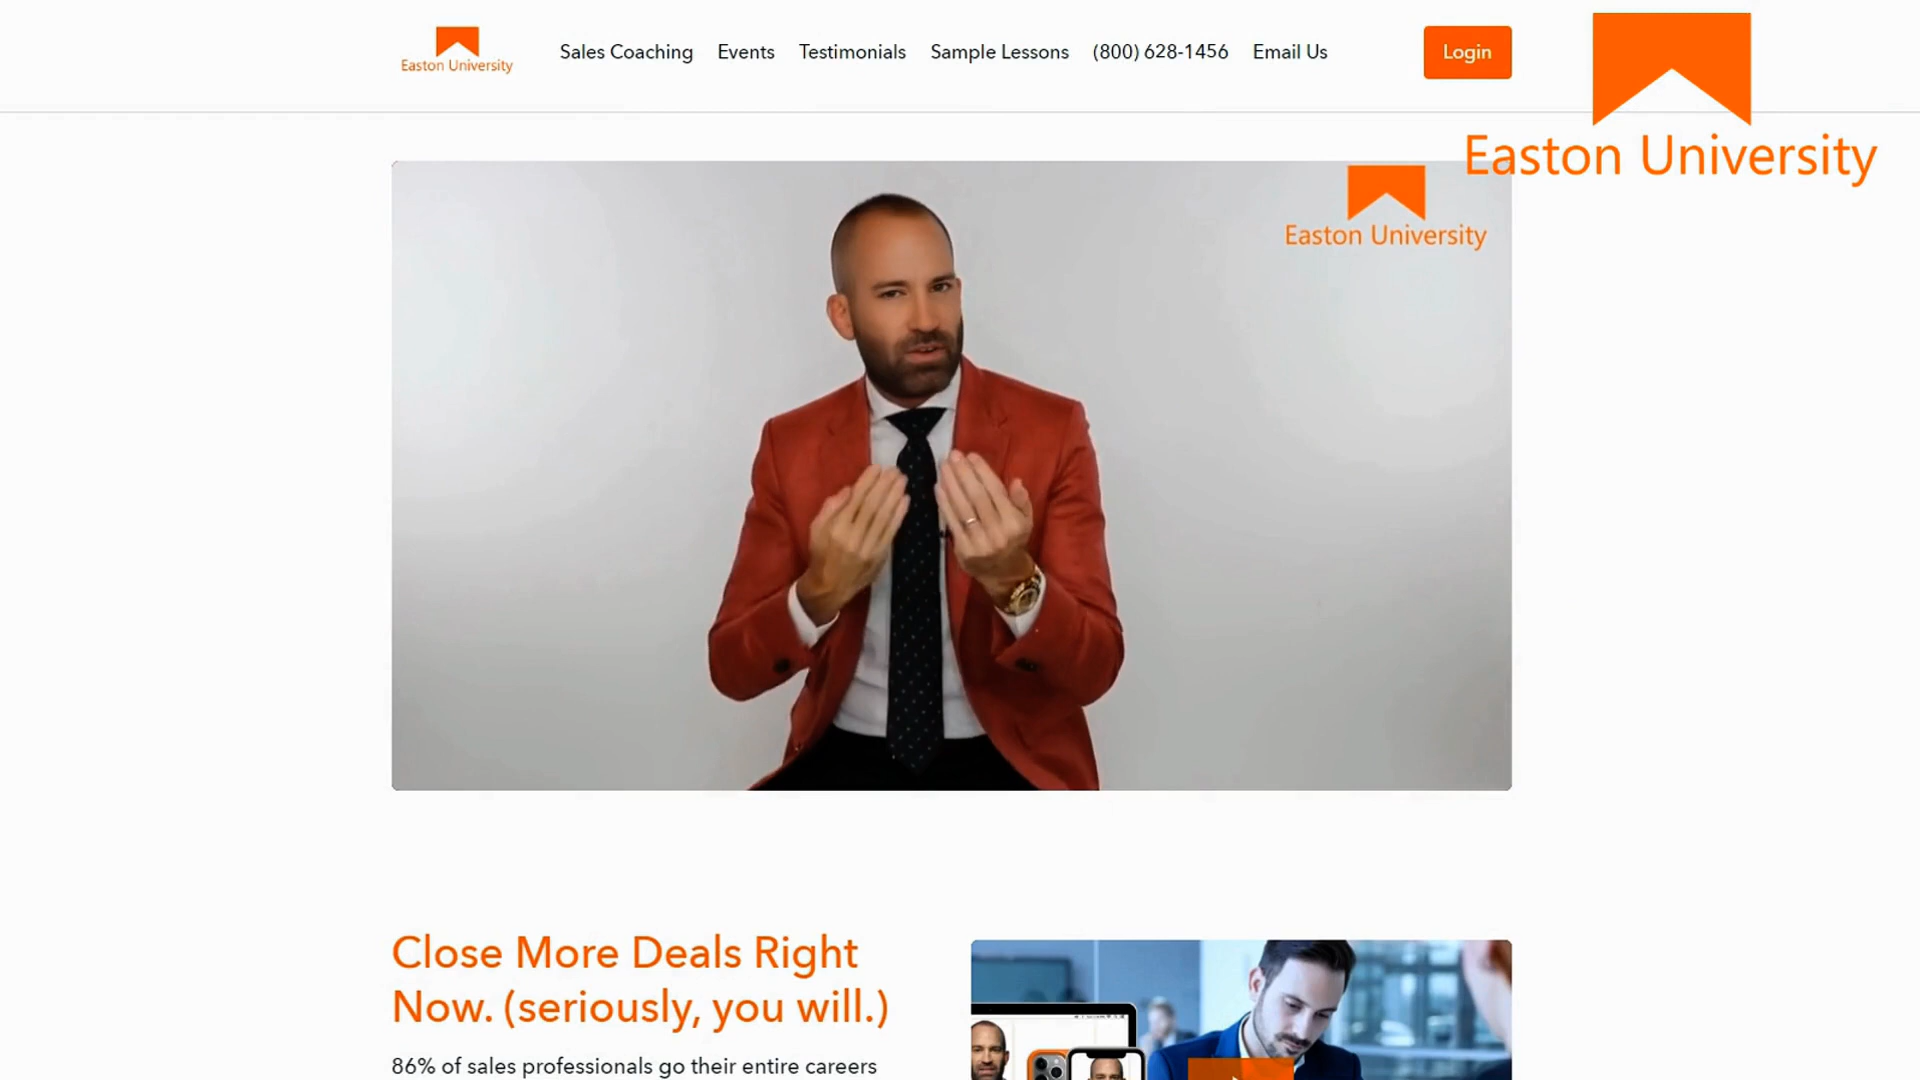 Easton University
Sales Coaching
Events
Testimonials
Sample Lessons
(800) 628-1456
Email Us
Login
Easton University
Easton University
Close More Deals Right
Now. (seriously, you will.)
86% of sales professionals go their entire careers